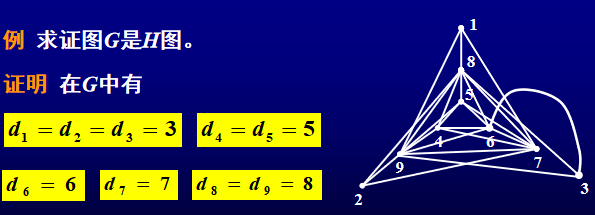 例 求证图G是H图。
证明 在G中有
d₁ = d₂ = d₃ = 3 d₄ = d₅ = 5
d₆ = 6 d₇ = 7 d₈ = d₉ = 8
1
8
5
4 6
9 7
2 3